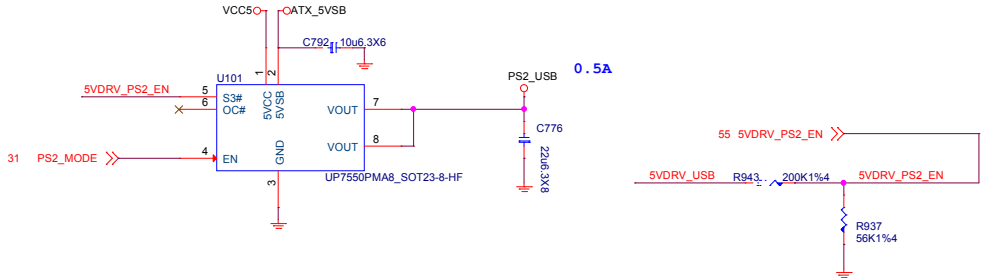 VCC5
ATX_5VSB
C792 10u6.3X6
U101
1
2
5VDRV_PS2_EN
5
S3#
6
OC#
5VCC
5VSB
VOUT
7
VOUT
8
31 PS2_MODE
4
EN
GND
3
UP7550PMA8_SOT23-8-HF
PS2_USB
0.5A
C776
22u6.3X8
55 5VDRV_PS2_EN
5VDRV_USB
R943
200K1%4
5VDRV_PS2_EN
R937
56K1%4